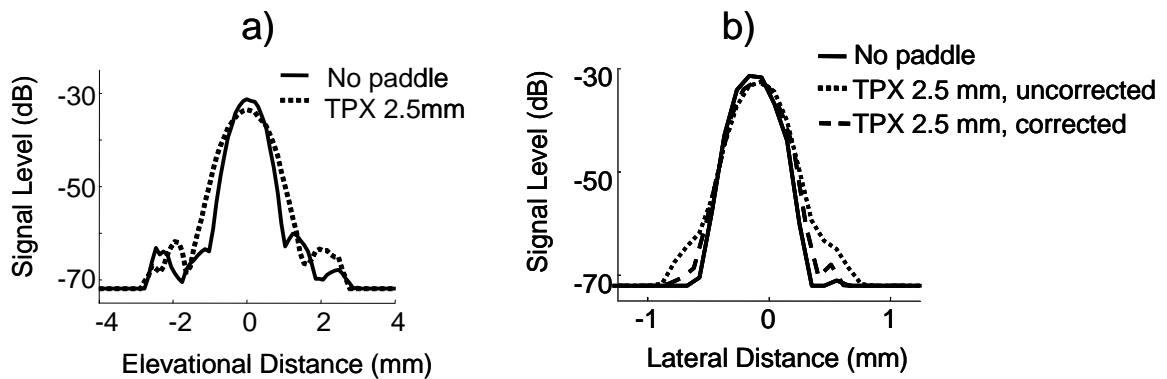 a)
No paddle
TPX 2.5mm
Signal Level (dB)
-30
-50
-70
-4
-2
0
2
4
Elevational Distance (mm)
b)
No paddle
TPX 2.5 mm, uncorrected
TPX 2.5 mm, corrected
Signal Level (dB)
-30
-50
-70
-1
0
1
Lateral Distance (mm)